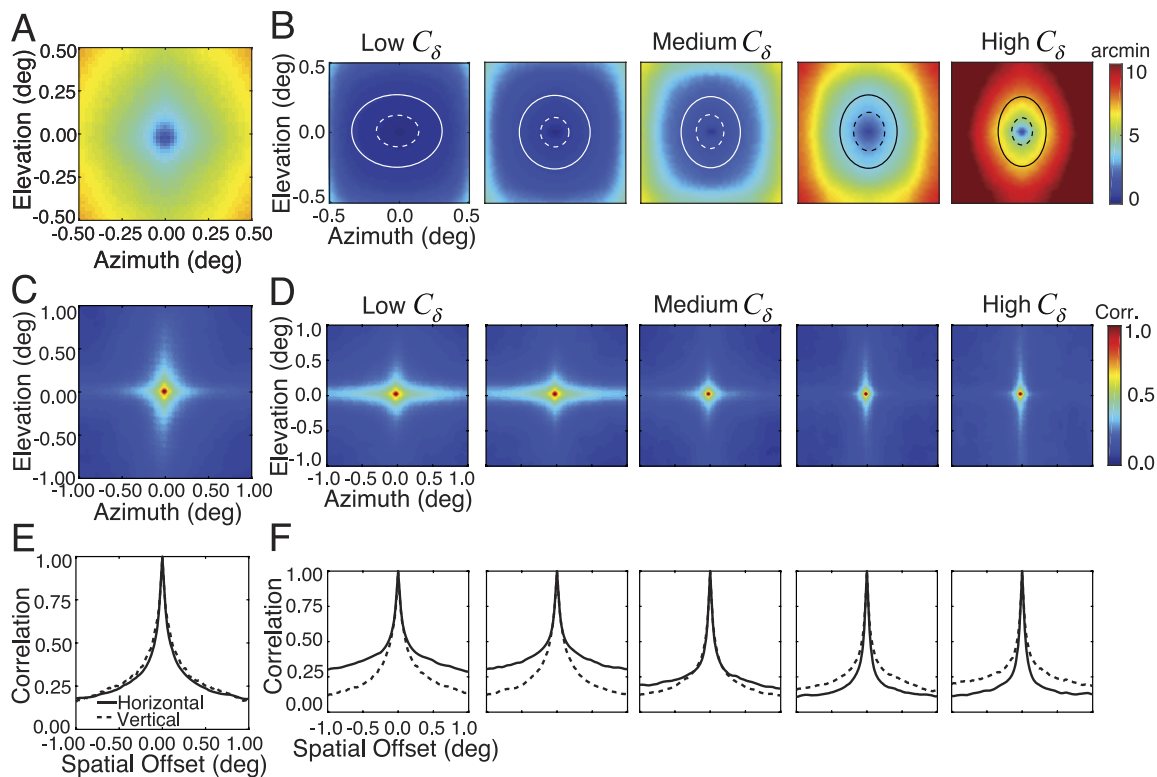 A
0.50
0.25
0.00
-0.25
-0.50
Elevation (deg)
-0.50 -0.25 0.00 0.25 0.50
Azimuth (deg)
B
Low Cδ Medium Cδ High Cδ
0.5
0.0
-0.5
Elevation (deg)
-0.5 0.0 0.5
Azimuth (deg)
arcmin
10
5
0
C
1.00
0.50
0.00
-0.50
-1.00
Elevation (deg)
-1.00 -0.50 0.00 0.50 1.00
Azimuth (deg)
D
Low Cδ Medium Cδ High Cδ
1.0
0.5
0.0
-0.5
-1.0
Elevation (deg)
-1.00 -0.50 0.00 0.50 1.00
Azimuth (deg)
Corr.
1.0
0.5
0.0
E
1.00
0.75
0.50
0.25
0.00
Correlation
Horizontal
Vertical
-1.0 -0.50 0.00 0.50 1.00
Spatial Offset (deg)
F
1.00
0.75
0.50
0.25
0.00
Correlation
-1.0 -0.5 0.0 0.5 1.0
Spatial Offset (deg)